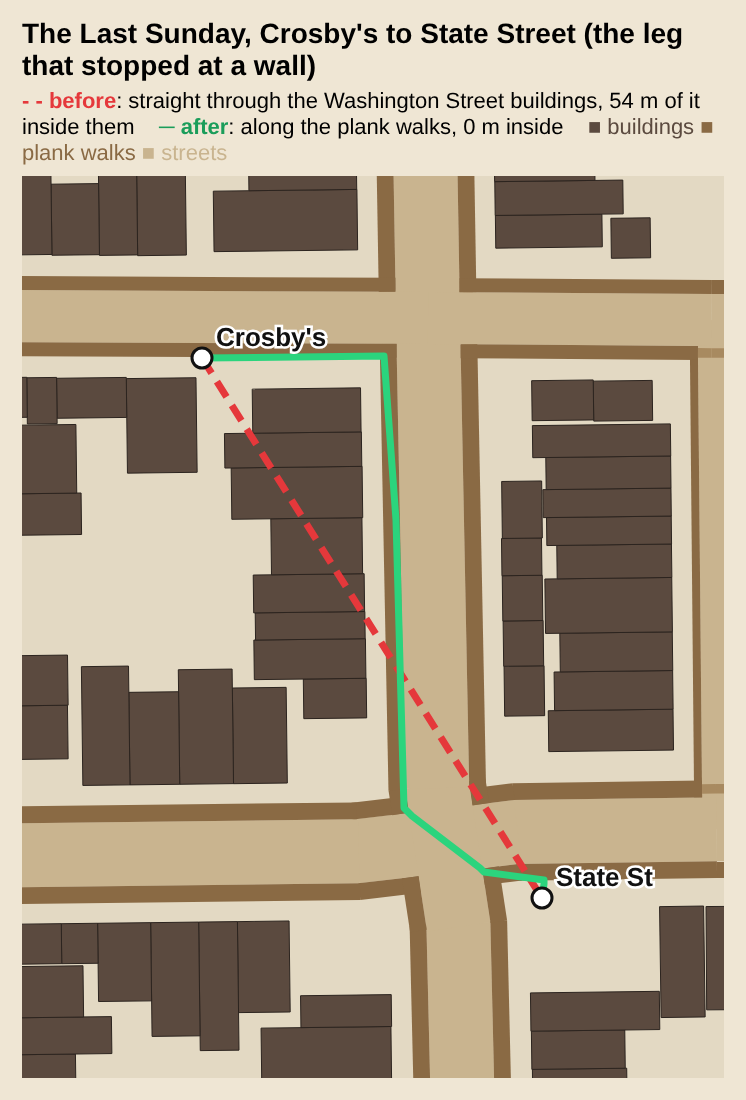 The Last Sunday, Crosby's to State Street (the leg
that stopped at a wall)
- - before: straight through the Washington Street buildings, 54 m of it
inside them — after: along the plank walks, 0 m inside ■ buildings ■
plank walks ■ streets
Crosby's
State St